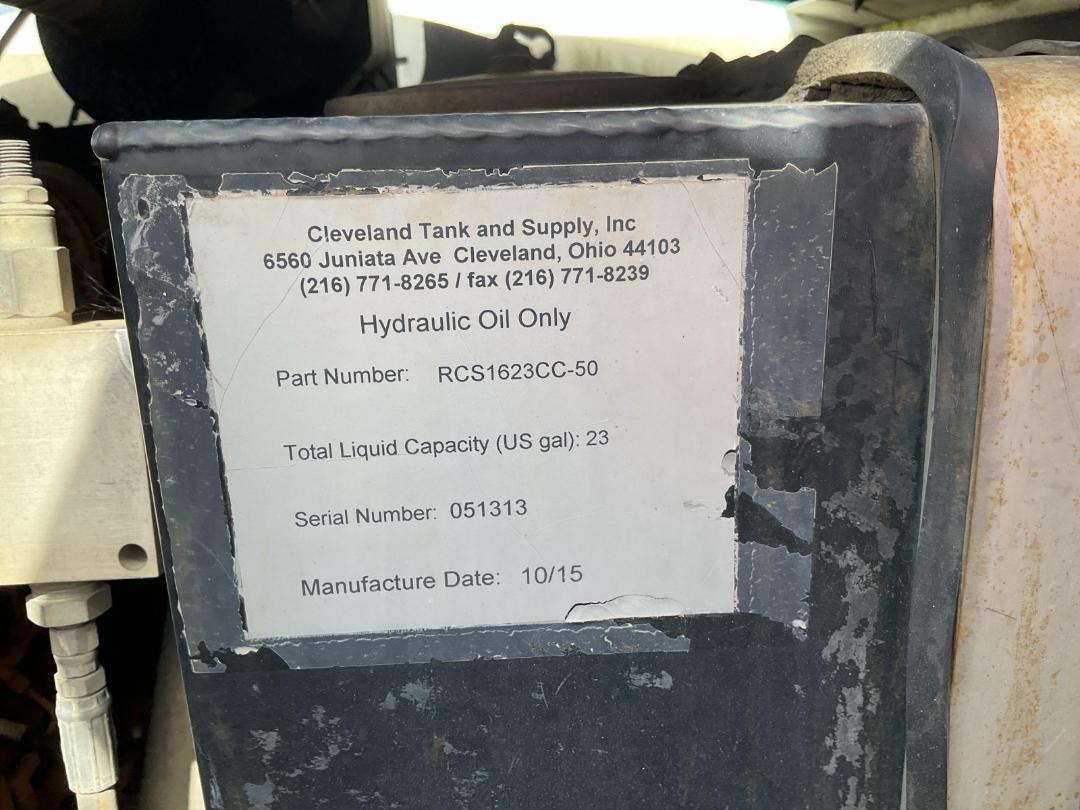 Cleveland Tank and Supply, Inc
6560 Juniata Ave Cleveland, Ohio 44103
(216) 771-8265 / fax (216) 771-8239
Hydraulic Oil Only
Part Number: RCS1623CC-50
Total Liquid Capacity (US gal): 23
Serial Number: 051313
Manufacture Date: 10/15